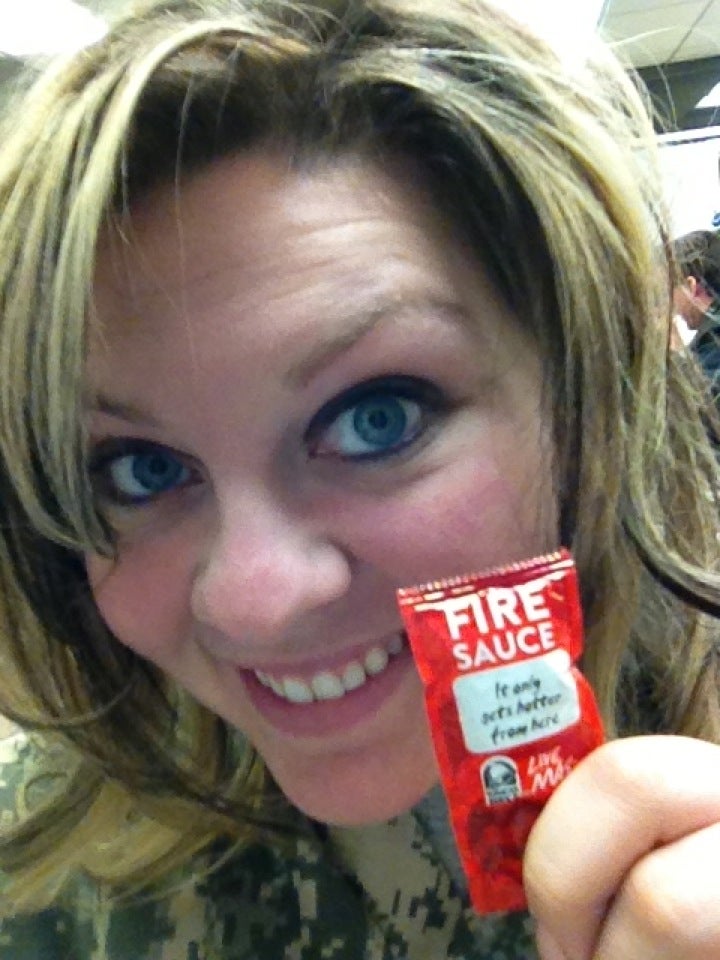 FIRE
SAUCE
It only
gets hotter
from here
LIVE
MÁS